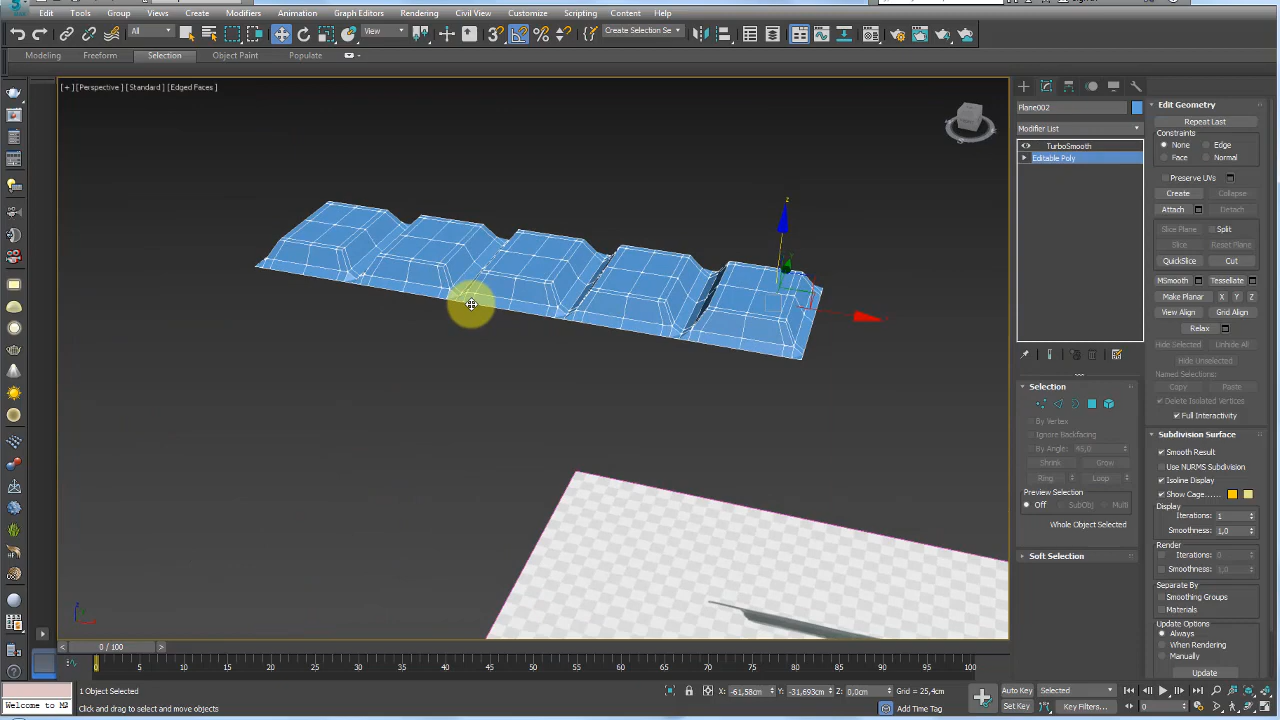 Edit Tools Group Views Create Modifiers Animation Graph Editors Rendering Civil View Customize Scripting Content Help
All View Create Selection Se
Modeling Freeform Selection Object Paint Populate
[+] [Perspective] [Standard] [Edged Faces]
z
Plane002
Modifier List
TurboSmooth
Editable Poly
Selection
By Vertex
Ignore Backfacing
By Angle: 45,0
Shrink Grow
Ring Loop
Preview Selection
Off SubObj Multi
Whole Object Selected
Soft Selection
Edit Geometry
Repeat Last
Constraints
None Edge
Face Normal
Preserve UVs
Create Collapse
Attach Detach
Slice Plane Split
Slice Reset Plane
QuickSlice Cut
MSmooth Tessellate
Make Planar X Y Z
View Align Grid Align
Relax
Hide Selected Unhide All
Hide Unselected
Named Selections:
Copy Paste
Delete Isolated Vertices
Full Interactivity
Subdivision Surface
Smooth Result
Use NURMS Subdivision
Isoline Display
Show Cage......
Display
Iterations: 1
Smoothness: 1,0
Render
Iterations: 0
Smoothness: 1,0
Separate By
Smoothing Groups
Materials
Update Options
Always
When Rendering
Manually
Update
0 / 100
0 5 10 15 20 25 30 35 40 45 50 55 60 65 70 75 80 85 90 95 100
1 Object Selected X: -61,58cm Y: -31,693cm Z: 0,0cm Grid = 25,4cm Auto Key Selected
Welcome to M Click and drag to select and move objects Add Time Tag Set Key Key Filters... 0